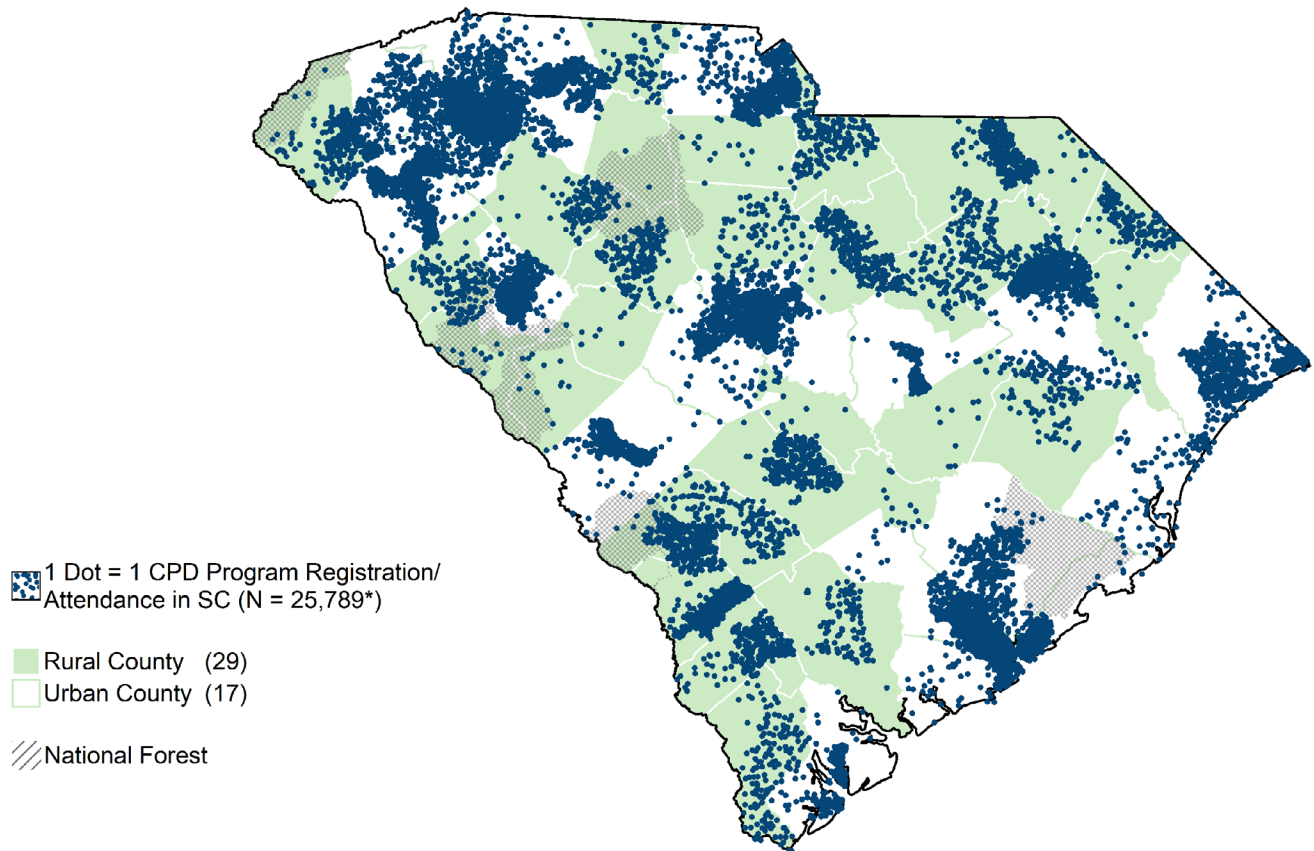 1 Dot = 1 CPD Program Registration/
Attendance in SC (N = 25,789*)
Rural County (29)
Urban County (17)
National Forest